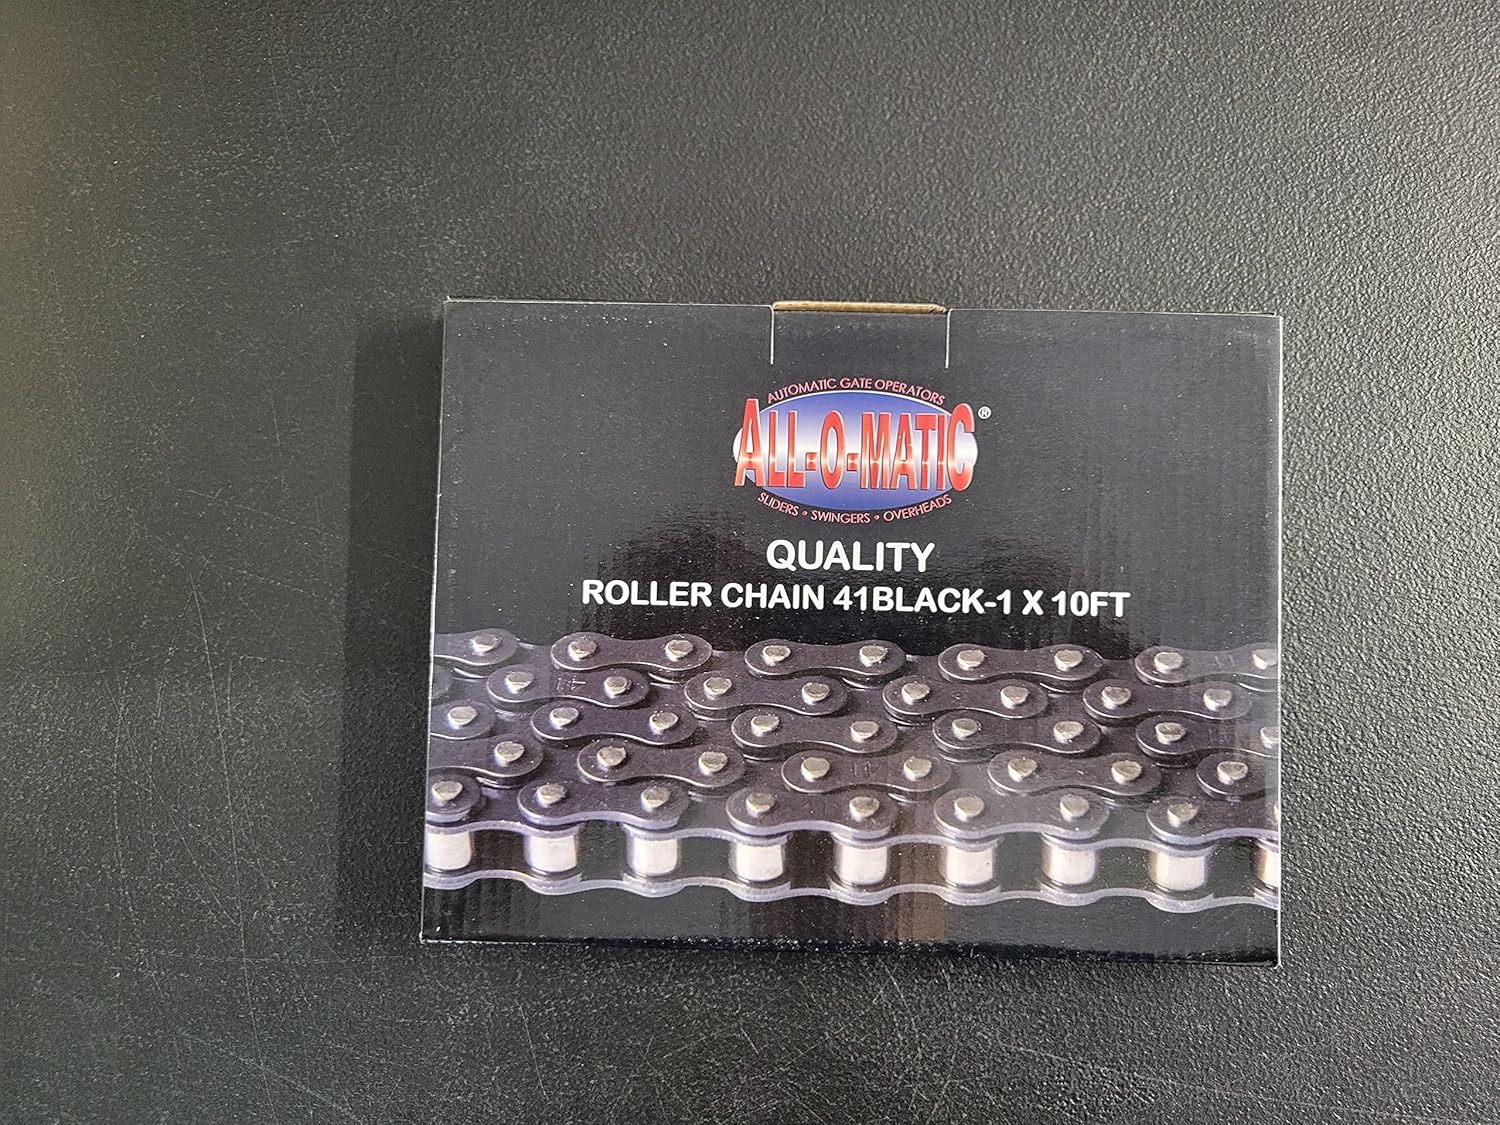 AUTOMATIC GATE OPERATORS
ALL-O-MATIC ®
SLIDERS • SWINGERS • OVERHEADS
QUALITY
ROLLER CHAIN 41BLACK-1 X 10FT